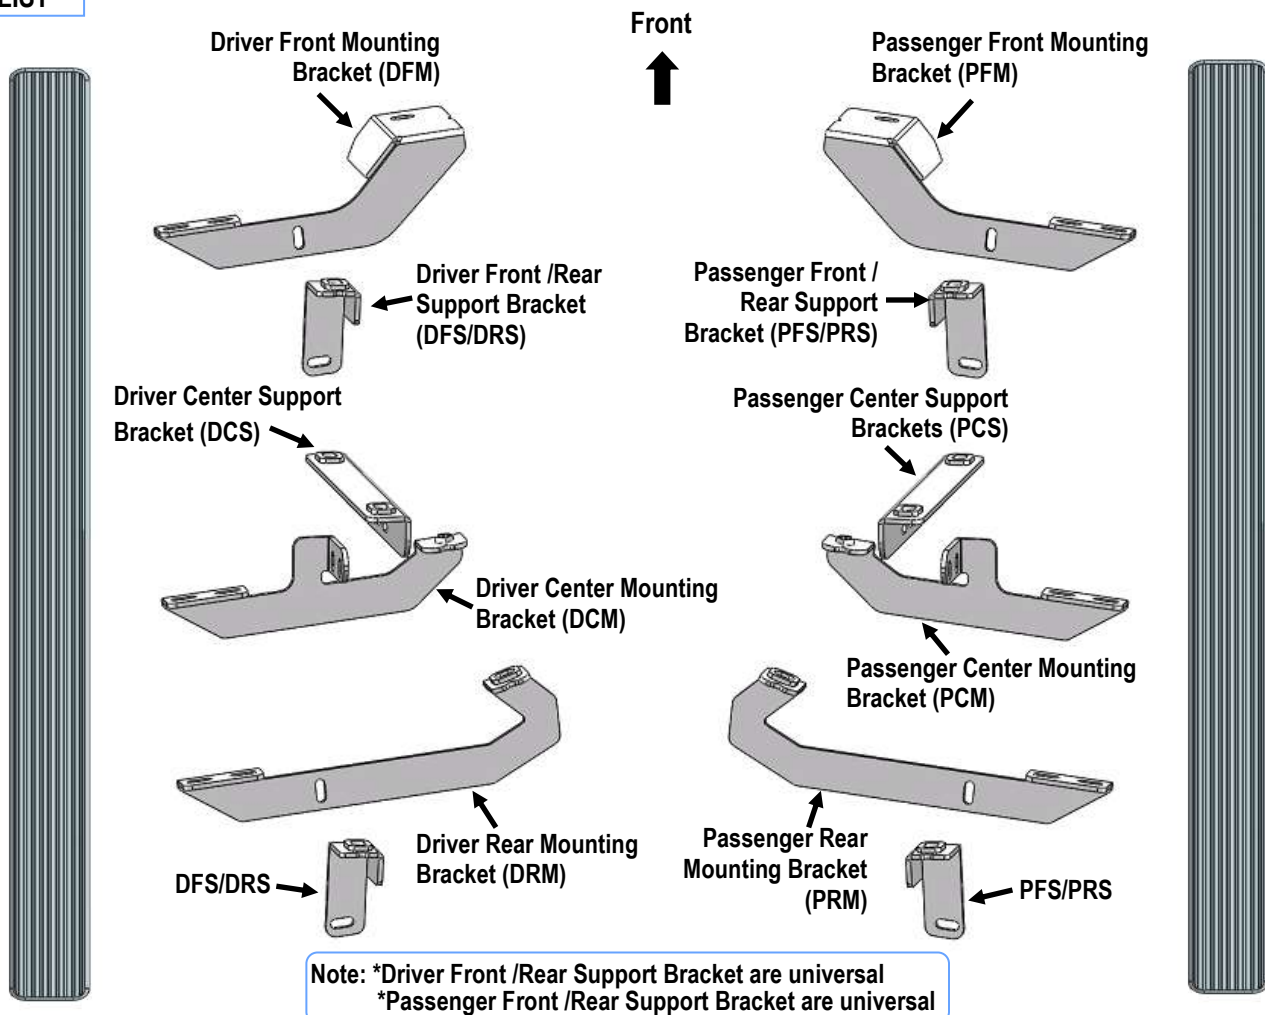 LIST
Front
Driver Front Mounting
Bracket (DFM)
Passenger Front Mounting
Bracket (PFM)
Driver Front /Rear
Support Bracket
(DFS/DRS)
Passenger Front /
Rear Support
Bracket (PFS/PRS)
Driver Center Support
Bracket (DCS)
Passenger Center Support
Brackets (PCS)
Driver Center Mounting
Bracket (DCM)
Passenger Center Mounting
Bracket (PCM)
Driver Rear Mounting
Bracket (DRM)
Passenger Rear
Mounting Bracket
(PRM)
DFS/DRS
PFS/PRS
Note: *Driver Front /Rear Support Bracket are universal
*Passenger Front /Rear Support Bracket are universal